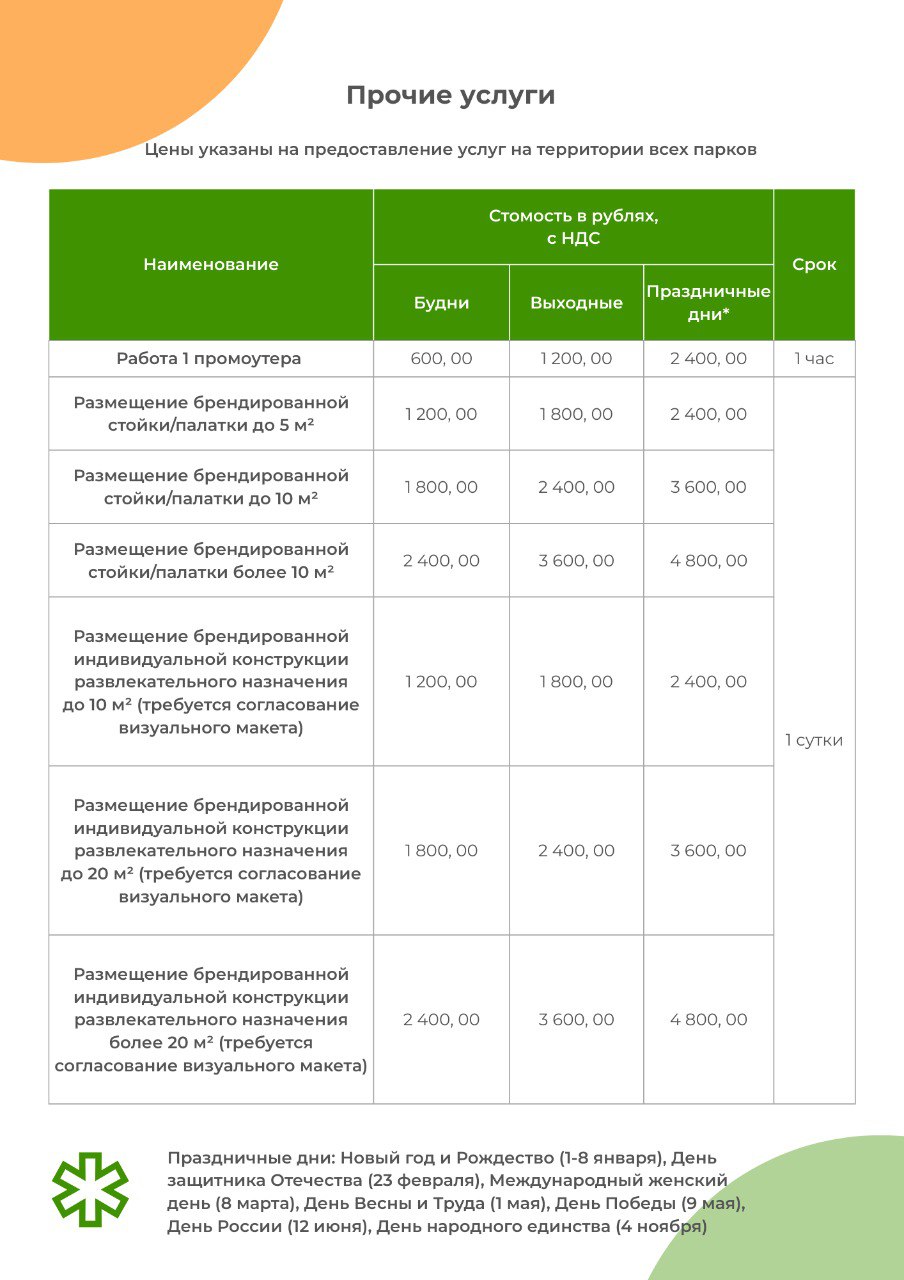 Прочие услуги
Цены указаны на предоставление услуг на территории всех парков
Наименование
Стомость в рублях,
с НДС
Срок
Будни
Выходные
Праздничные
дни*
Работа 1 промоутера
600, 00
1 200, 00
2 400, 00
1 час
Размещение брендированной
стойки/палатки до 5 м²
1 200, 00
1 800, 00
2 400, 00
Размещение брендированной
стойки/палатки до 10 м²
1 800, 00
2 400, 00
3 600, 00
Размещение брендированной
стойки/палатки более 10 м²
2 400, 00
3 600, 00
4 800, 00
Размещение брендированной
индивидуальной конструкции
развлекательного назначения
до 10 м² (требуется согласование
визуального макета)
1 200, 00
1 800, 00
2 400, 00
1 сутки
Размещение брендированной
индивидуальной конструкции
развлекательного назначения
до 20 м² (требуется согласование
визуального макета)
1 800, 00
2 400, 00
3 600, 00
Размещение брендированной
индивидуальной конструкции
развлекательного назначения
более 20 м² (требуется
согласование визуального макета)
2 400, 00
3 600, 00
4 800, 00
Праздничные дни: Новый год и Рождество (1-8 января), День
защитника Отечества (23 февраля), Международный женский
день (8 марта), День Весны и Труда (1 мая), День Победы (9 мая),
День России (12 июня), День народного единства (4 ноября)